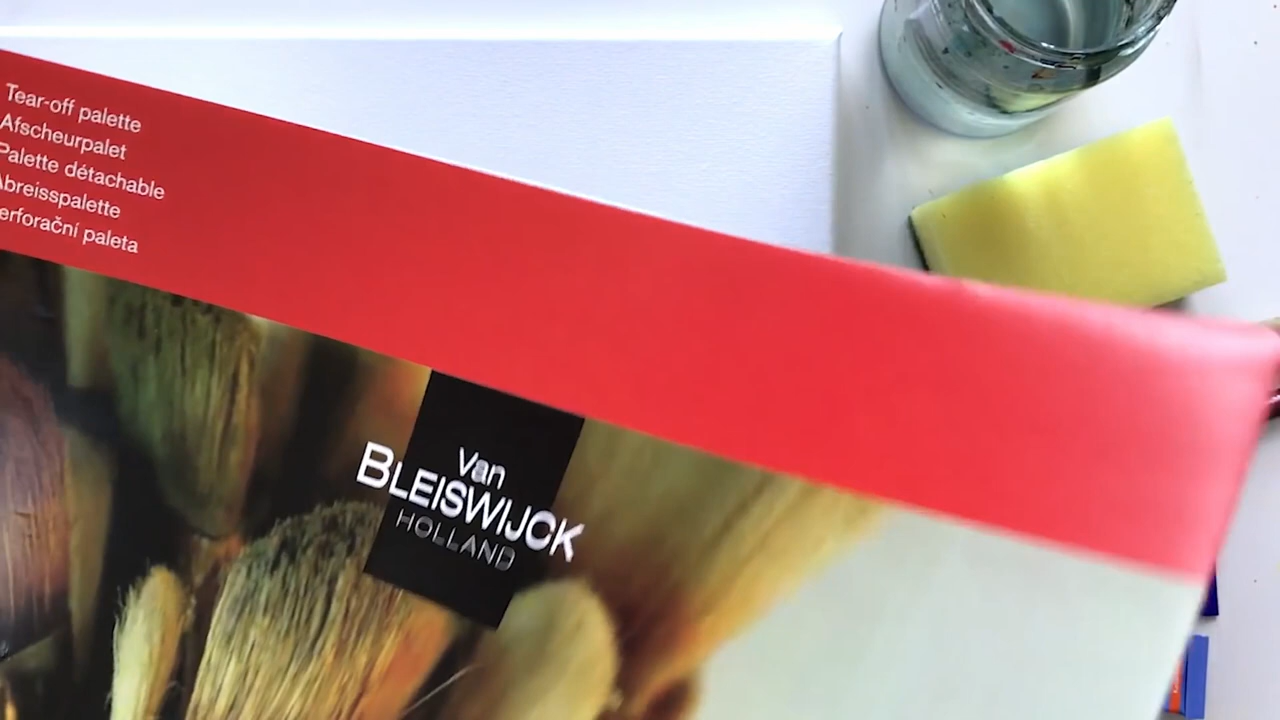 Tear-off palette
Afscheurpalet
Palette détachable
Abreisspalette
erforační paleta
Van
BLEISWIJCK
HOLLAND